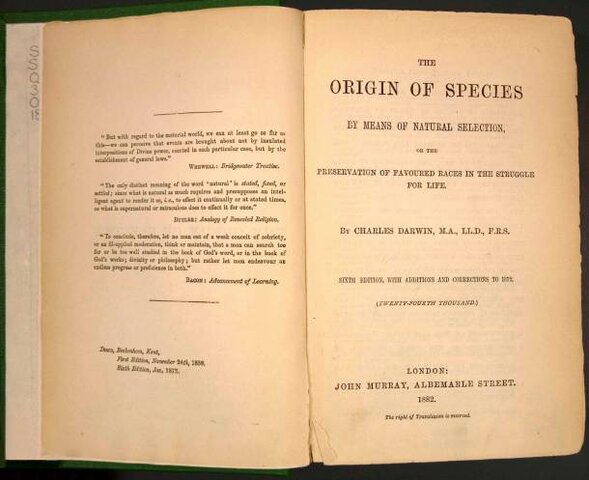 "But with regard to the material world, we can at least go so far as
this—we can perceive that events are brought about not by insulated
interpositions of Divine power, exerted in each particular case, but by the
establishment of general laws."
WHEWELL: Bridgewater Treatise.
"The only distinct meaning of the word 'natural' is stated, fixed, or
settled; since what is natural as much requires and presupposes an intel-
ligent agent to render it so, i.e., to effect it continually or at stated times,
as what is supernatural or miraculous does to effect it for once."
BUTLER: Analogy of Revealed Religion.
"To conclude, therefore, let no man out of a weak conceit of sobriety,
or an ill-applied moderation, think or maintain, that a man can search too
far or be too well studied in the book of God's word, or in the book of
God's works; divinity or philosophy; but rather let men endeavour an
endless progress or proficience in both."
BACON: Advancement of Learning.
Down, Beckenham, Kent,
First Edition, November 24th, 1859.
Sixth Edition, Jan. 1872.
THE
ORIGIN OF SPECIES
BY MEANS OF NATURAL SELECTION,
OR THE
PRESERVATION OF FAVOURED RACES IN THE STRUGGLE
FOR LIFE.
BY CHARLES DARWIN, M.A., LL.D., F.R.S.
SIXTH EDITION, WITH ADDITIONS AND CORRECTIONS TO 1872.
(TWENTY-FOURTH THOUSAND.)
LONDON:
JOHN MURRAY, ALBEMARLE STREET.
1882.
The right of Translation is reserved.